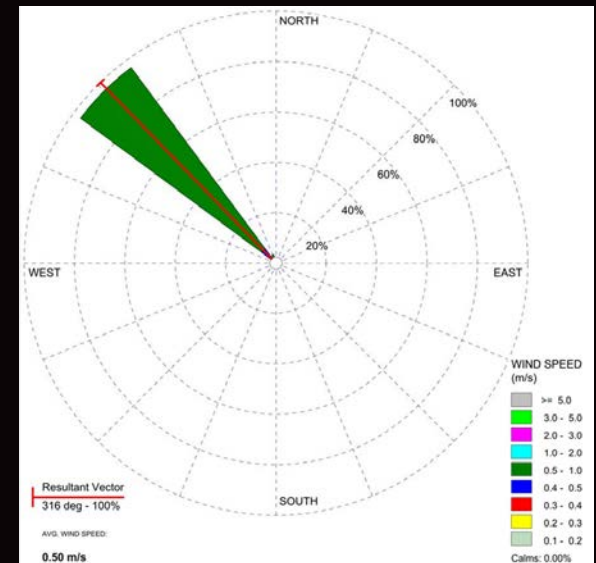 NORTH
100%
80%
60%
40%
20%
WEST
EAST
WIND SPEED
(m/s)
>= 5.0
3.0 - 5.0
2.0 - 3.0
1.0 - 2.0
0.5 - 1.0
0.4 - 0.5
0.3 - 0.4
0.2 - 0.3
0.1 - 0.2
Calms: 0.00%
SOUTH
Resultant Vector
316 deg - 100%
AVG. WIND SPEED:
0.50 m/s